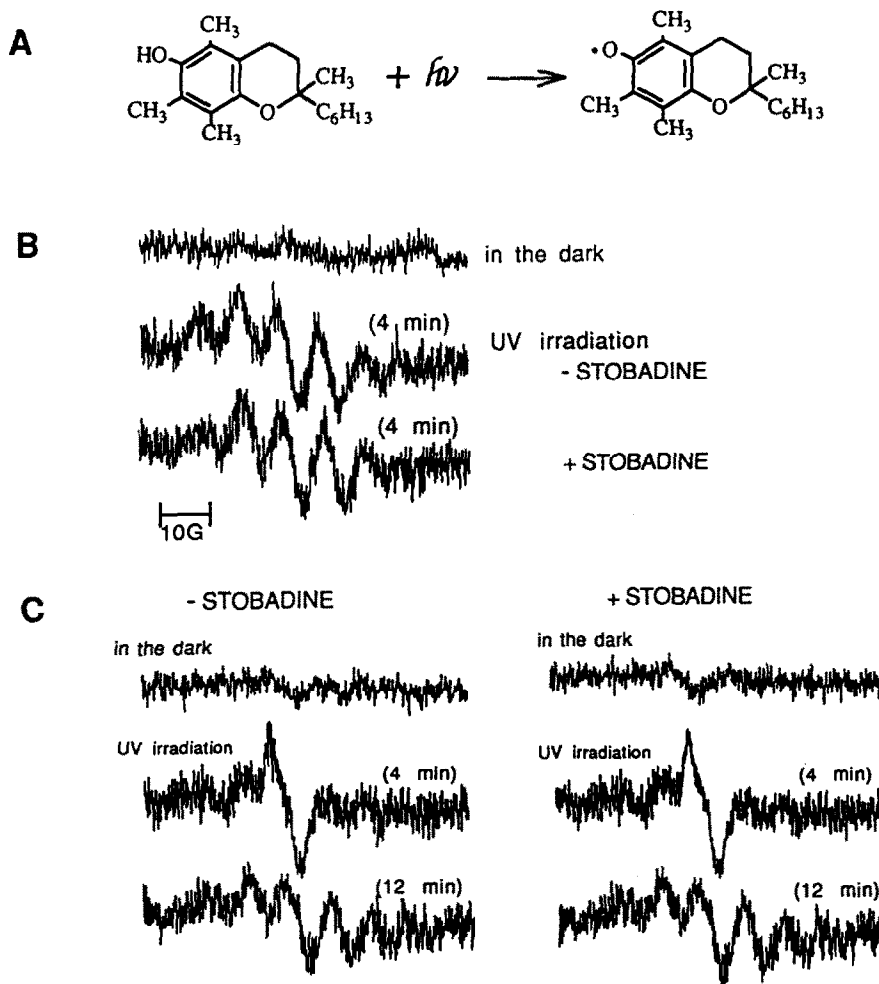 A
CH3
CH3
HO
CH3 + hν
CH3
O
C6H13
CH3
CH3
•O
CH3
CH3
O
C6H13
CH3
B
in the dark
(4 min)
UV irradiation
- STOBADINE
(4 min)
+ STOBADINE
10G
C
- STOBADINE
+ STOBADINE
in the dark
in the dark
UV irradiation
(4 min)
UV irradiation
(4 min)
(12 min)
(12 min)